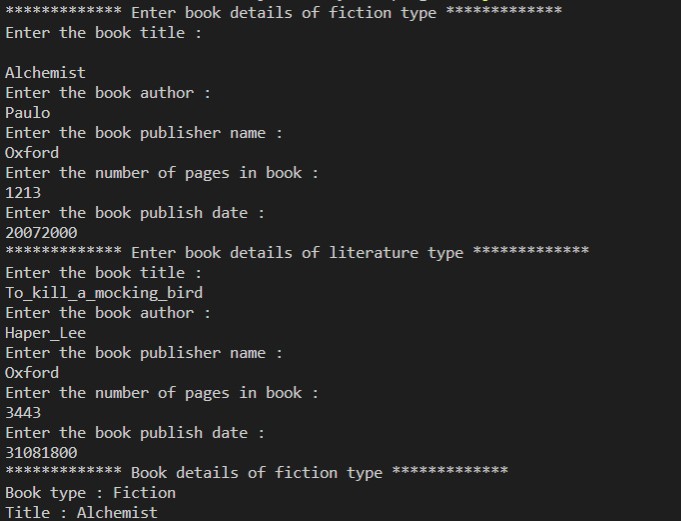 ************* Enter book details of fiction type *************
Enter the book title :
Alchemist
Enter the book author :
Paulo
Enter the book publisher name :
Oxford
Enter the number of pages in book :
1213
Enter the book publish date :
20072000
************* Enter book details of literature type *************
Enter the book title :
To_kill_a_mocking_bird
Enter the book author :
Haper_Lee
Enter the book publisher name :
Oxford
Enter the number of pages in book :
3443
Enter the book publish date :
31081800
************* Book details of fiction type *************
Book type : Fiction
Title : Alchemist